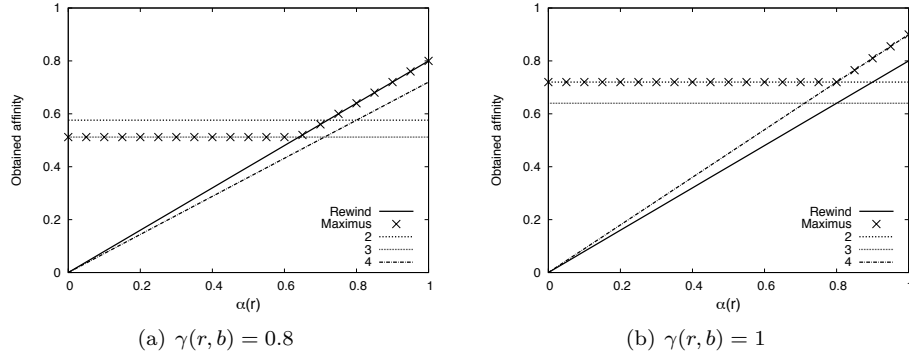 1
0.8
0.6
0.4
0.2
0
0 0.2 0.4 0.6 0.8 1
Obtained affinity
α(r)
Rewind
Maximus
2
3
4
(a) γ(r, b) = 0.8
1
0.8
0.6
0.4
0.2
0
0 0.2 0.4 0.6 0.8 1
Obtained affinity
α(r)
Rewind
Maximus
2
3
4
(b) γ(r, b) = 1